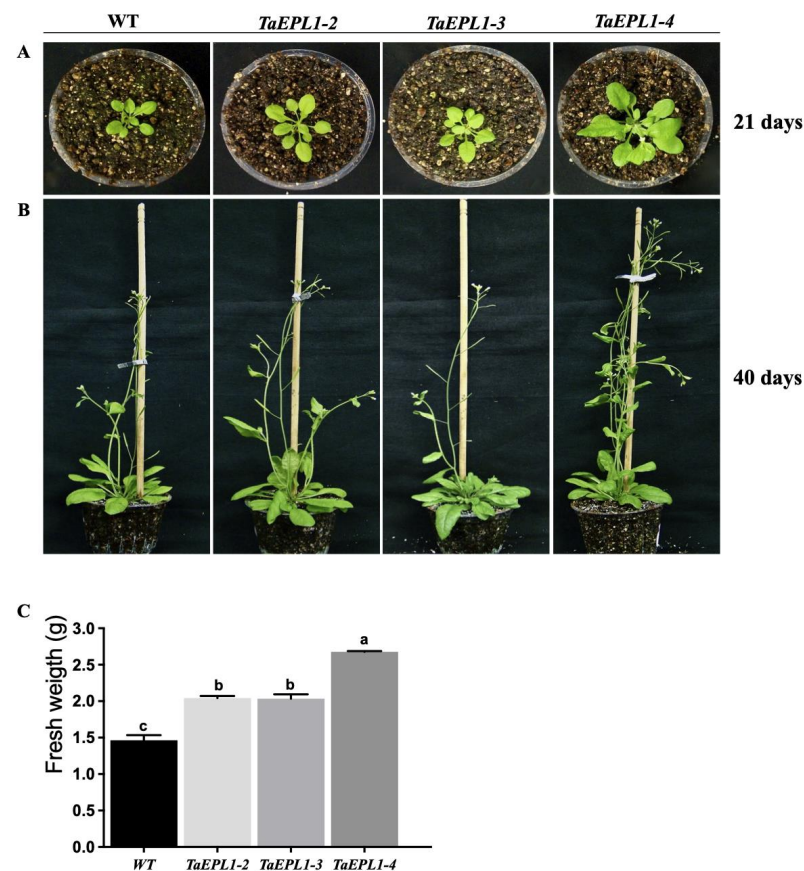 WT TaEPL1-2 TaEPL1-3 TaEPL1-4
A
21 days
B
40 days
C
Fresh weigth (g)
3.0
2.5
2.0
1.5
1.0
0.5
0.0
c
b
b
a
WT TaEPL1-2 TaEPL1-3 TaEPL1-4